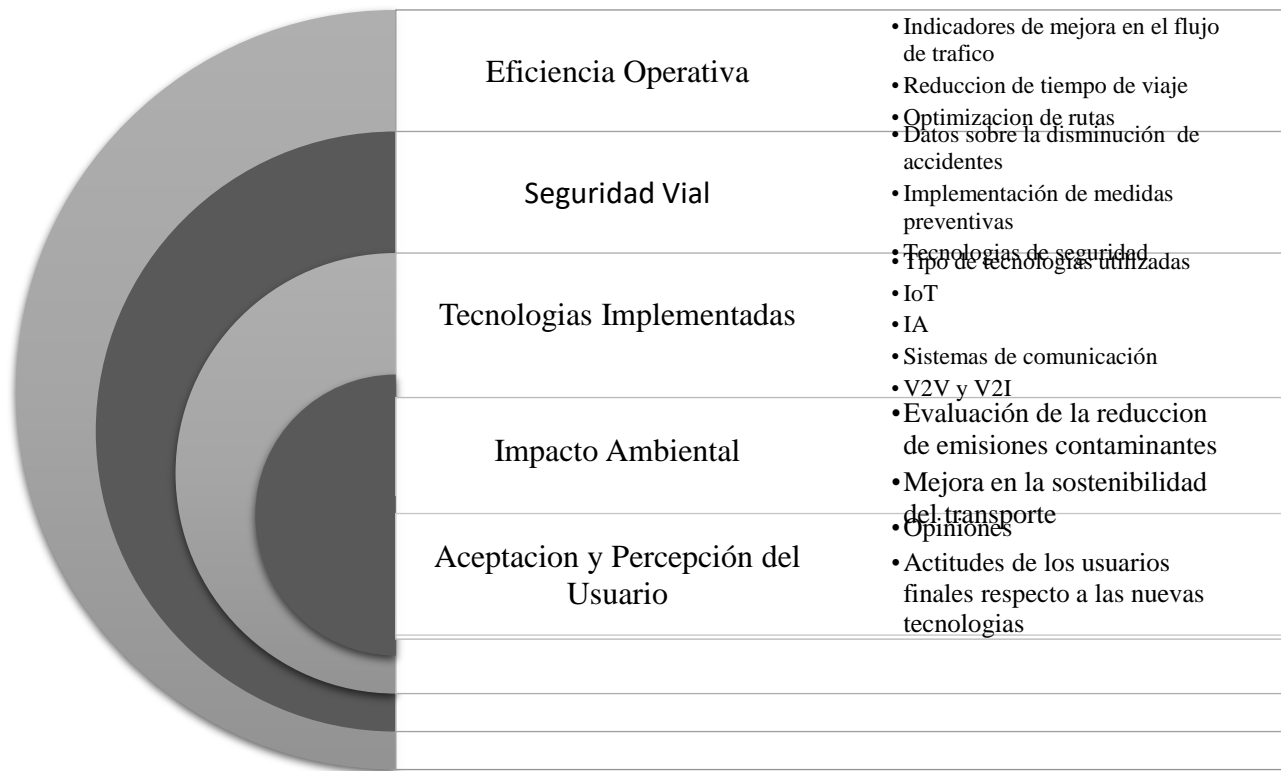 Eficiencia Operativa
• Indicadores de mejora en el flujo
de trafico
• Reduccion de tiempo de viaje
• Optimizacion de rutas
Seguridad Vial
• Datos sobre la disminución de
accidentes
• Implementación de medidas
preventivas
• Tecnologias de seguridad
Tecnologias Implementadas
• Tipo de tecnologías utilizadas
• IoT
• IA
• Sistemas de comunicación
• V2V y V2I
Impacto Ambiental
• Evaluación de la reduccion
de emisiones contaminantes
• Mejora en la sostenibilidad
del transporte
Aceptacion y Percepción del
Usuario
• Opiniones
• Actitudes de los usuarios
finales respecto a las nuevas
tecnologias